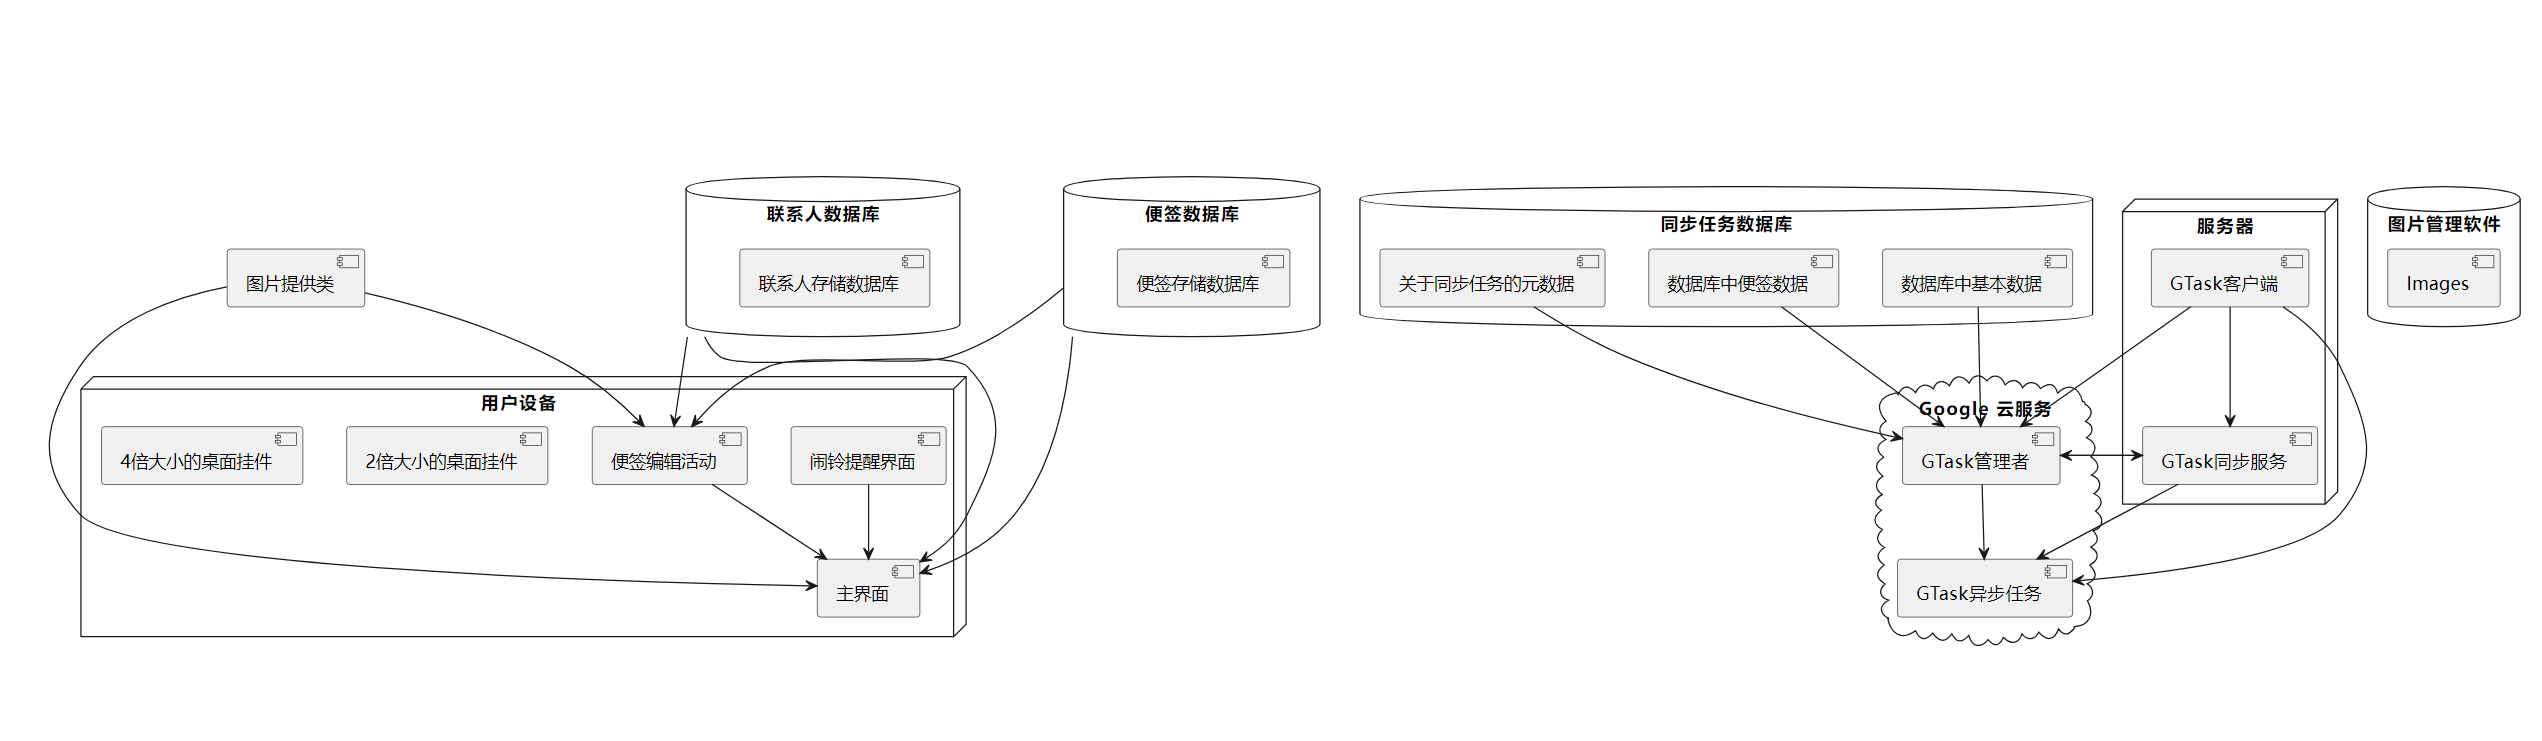 联系人数据库
便签数据库
同步任务数据库
服务器
图片管理软件
图片提供类
联系人存储数据库
便签存储数据库
关于同步任务的元数据
数据库中便签数据
数据库中基本数据
GTask客户端
Images
用户设备
Google 云服务
4倍大小的桌面挂件
2倍大小的桌面挂件
便签编辑活动
闹铃提醒界面
GTask管理者
GTask同步服务
主界面
GTask异步任务